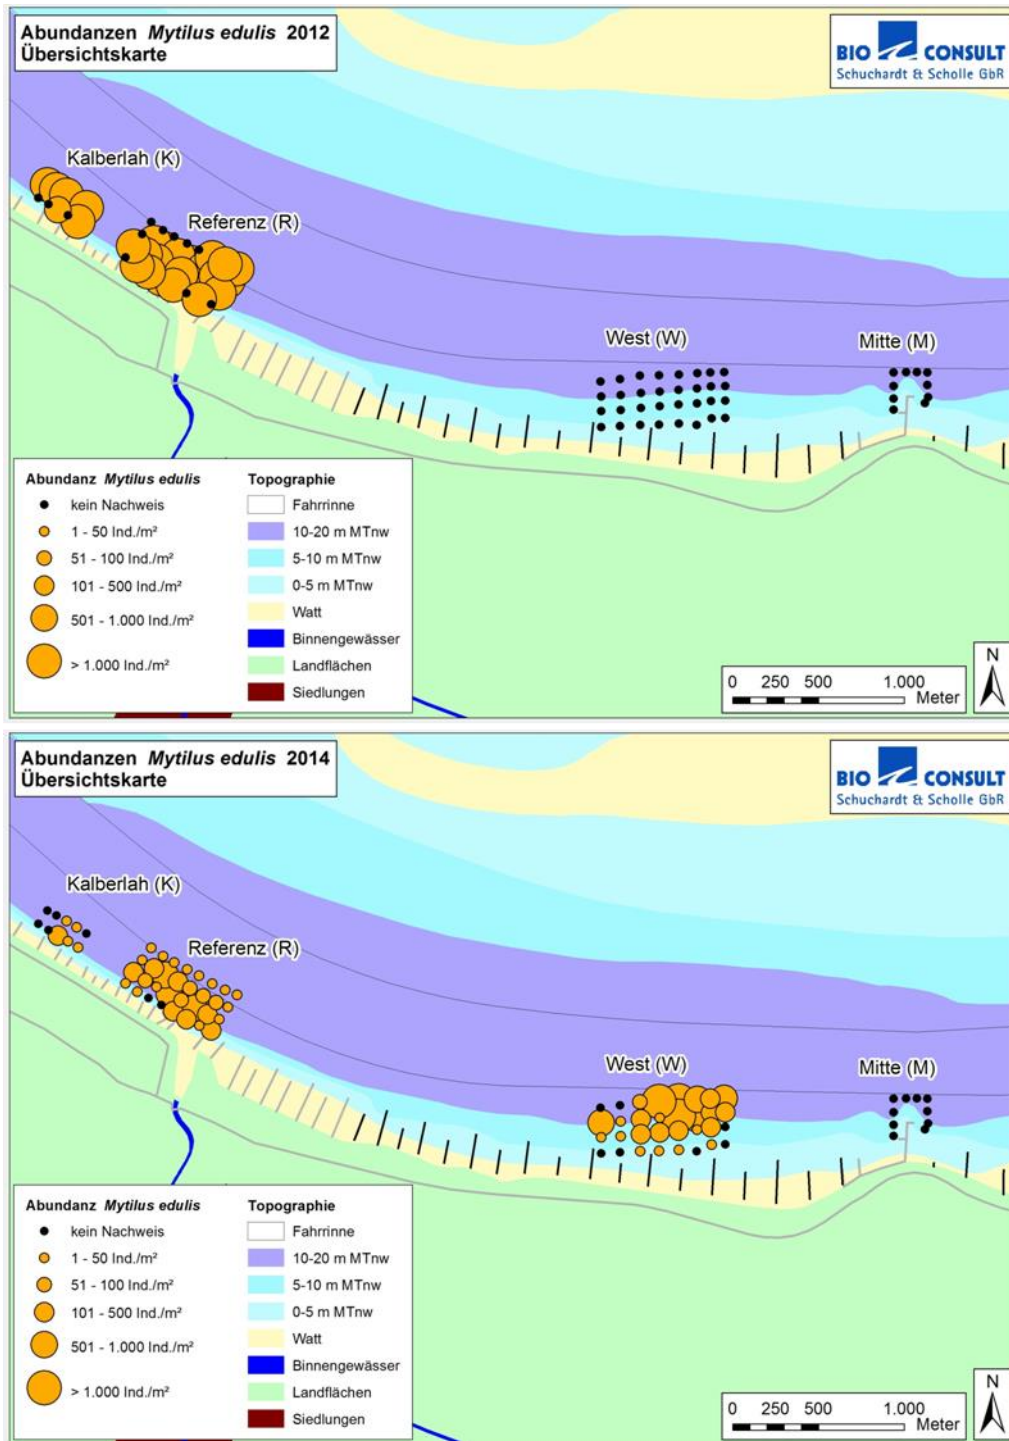 Abundanzen Mytilus edulis 2012
Übersichtskarte
BIO CONSULT
Schuchardt & Scholle GbR
Kalberlah (K)
Referenz (R)
West (W)
Mitte (M)
Abundanz Mytilus edulis
kein Nachweis
1 - 50 Ind./m²
51 - 100 Ind./m²
101 - 500 Ind./m²
501 - 1.000 Ind./m²
> 1.000 Ind./m²
Topographie
Fahrrinne
10-20 m MTnw
5-10 m MTnw
0-5 m MTnw
Watt
Binnengewässer
Landflächen
Siedlungen
0 250 500 1.000
Meter
N
Abundanzen Mytilus edulis 2014
Übersichtskarte
BIO CONSULT
Schuchardt & Scholle GbR
Kalberlah (K)
Referenz (R)
West (W)
Mitte (M)
Abundanz Mytilus edulis
kein Nachweis
1 - 50 Ind./m²
51 - 100 Ind./m²
101 - 500 Ind./m²
501 - 1.000 Ind./m²
> 1.000 Ind./m²
Topographie
Fahrrinne
10-20 m MTnw
5-10 m MTnw
0-5 m MTnw
Watt
Binnengewässer
Landflächen
Siedlungen
0 250 500 1.000
Meter
N